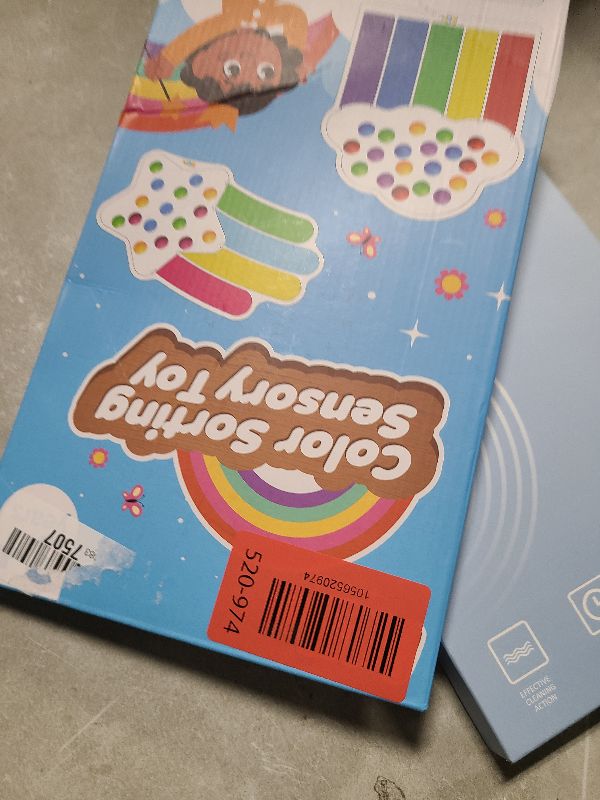 Color Sorting
Sensory Toy
520-974
1056520974
7507
EFFECTIVE
CLEANING
ACTION